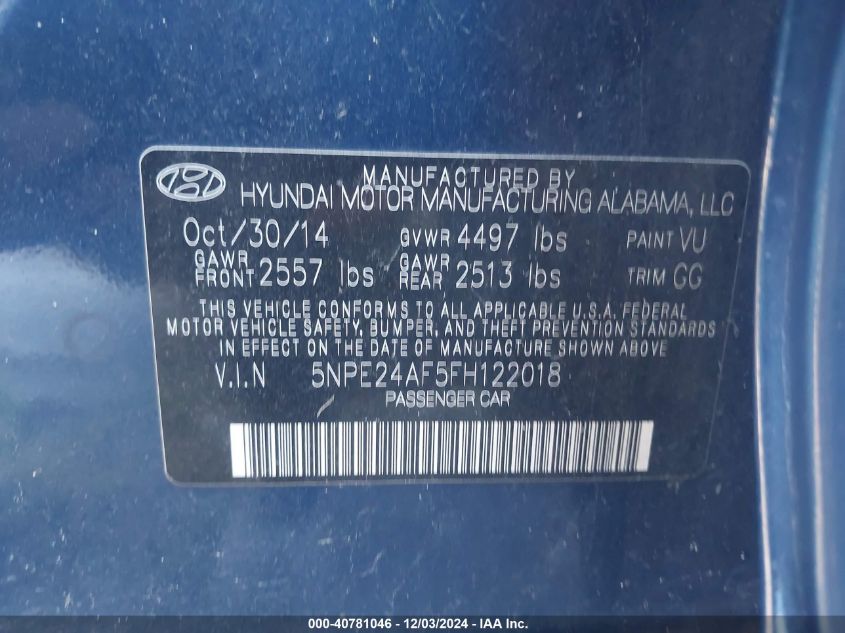 MANUFACTURED BY
HYUNDAI MOTOR MANUFACTURING ALABAMA, LLC
Oct/30/14 GVWR 4497 lbs PAINT VU
GAWR FRONT 2557 lbs GAWR REAR 2513 lbs TRIM GG
THIS VEHICLE CONFORMS TO ALL APPLICABLE U.S.A. FEDERAL
MOTOR VEHICLE SAFETY, BUMPER, AND THEFT PREVENTION STANDARDS
IN EFFECT ON THE DATE OF MANUFACTURE SHOWN ABOVE.
V.I.N 5NPE24AF5FH122018
PASSENGER CAR
000-40781046 - 12/03/2024 - IAA Inc.